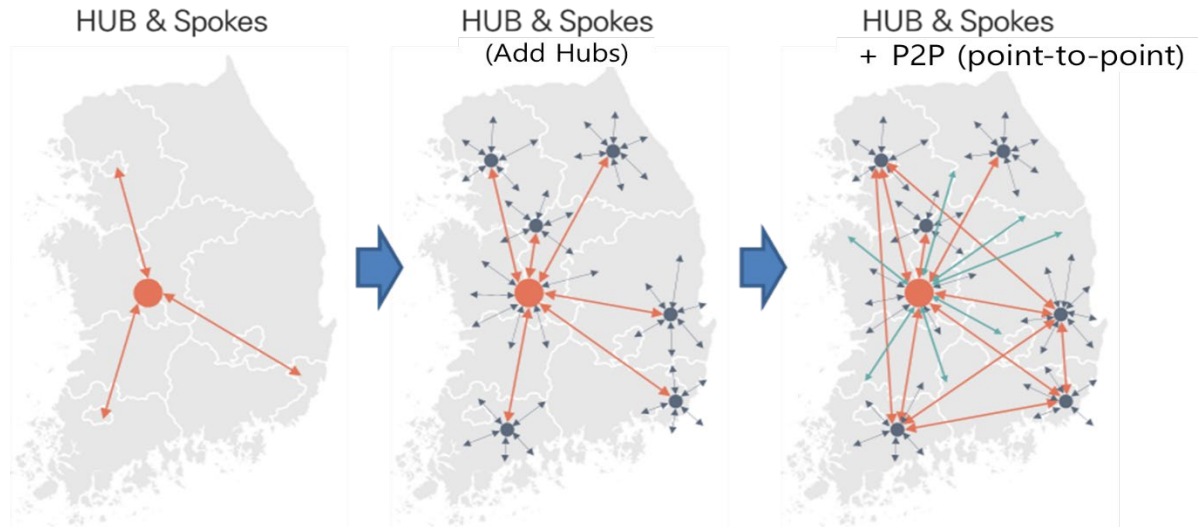 HUB & Spokes
HUB & Spokes
(Add Hubs)
HUB & Spokes
+ P2P (point-to-point)